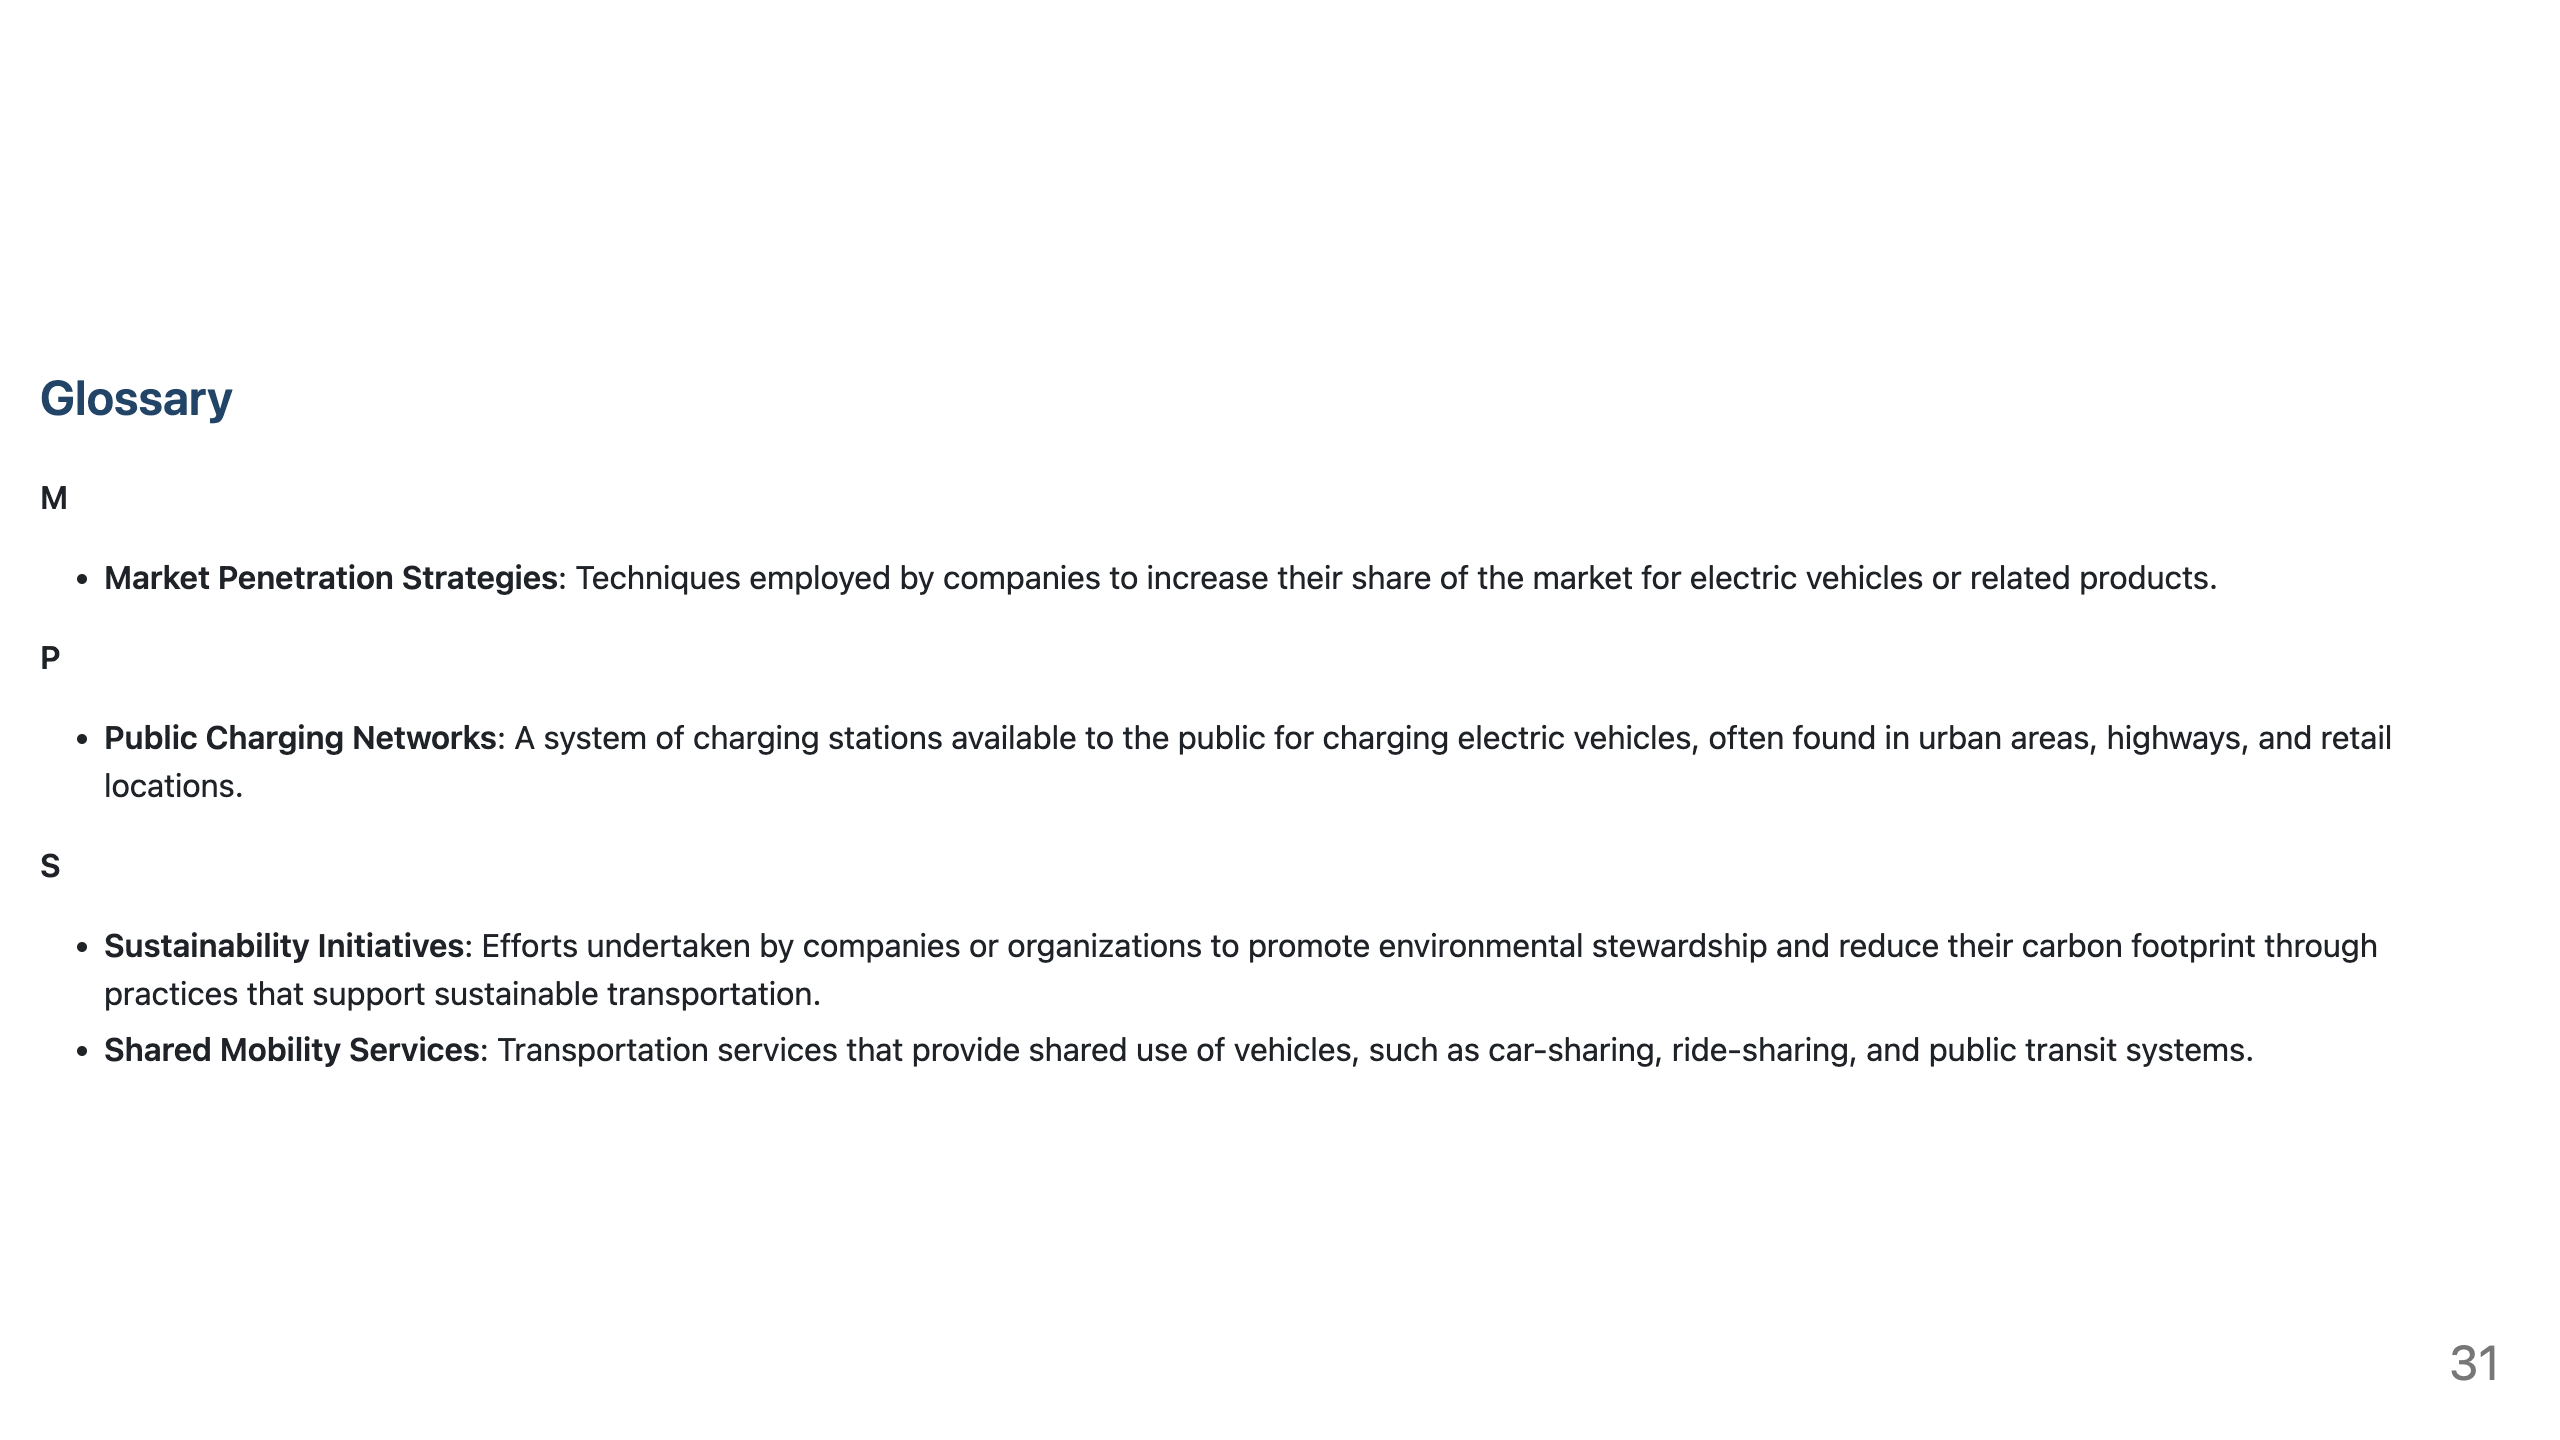 Glossary
M
• Market Penetration Strategies: Techniques employed by companies to increase their share of the market for electric vehicles or related products.
P
• Public Charging Networks: A system of charging stations available to the public for charging electric vehicles, often found in urban areas, highways, and retail
locations.
S
• Sustainability Initiatives: Efforts undertaken by companies or organizations to promote environmental stewardship and reduce their carbon footprint through
practices that support sustainable transportation.
• Shared Mobility Services: Transportation services that provide shared use of vehicles, such as car-sharing, ride-sharing, and public transit systems.
31